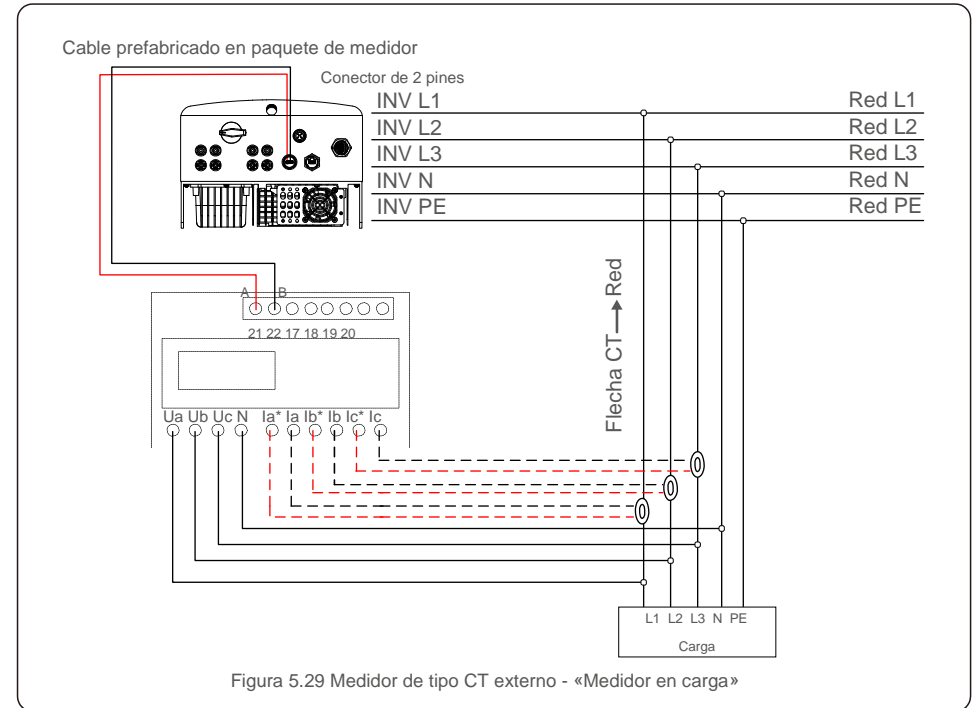 Cable prefabricado en paquete de medidor
Conector de 2 pines
INV L1 Red L1
INV L2 Red L2
INV L3 Red L3
INV N Red N
INV PE Red PE
Flecha CT Red
A B
21 22 17 18 19 20
Ua Ub Uc N Ia* Ia Ib* Ib Ic* Ic
L1 L2 L3 N PE
Carga
Figura 5.29 Medidor de tipo CT externo - «Medidor en carga»